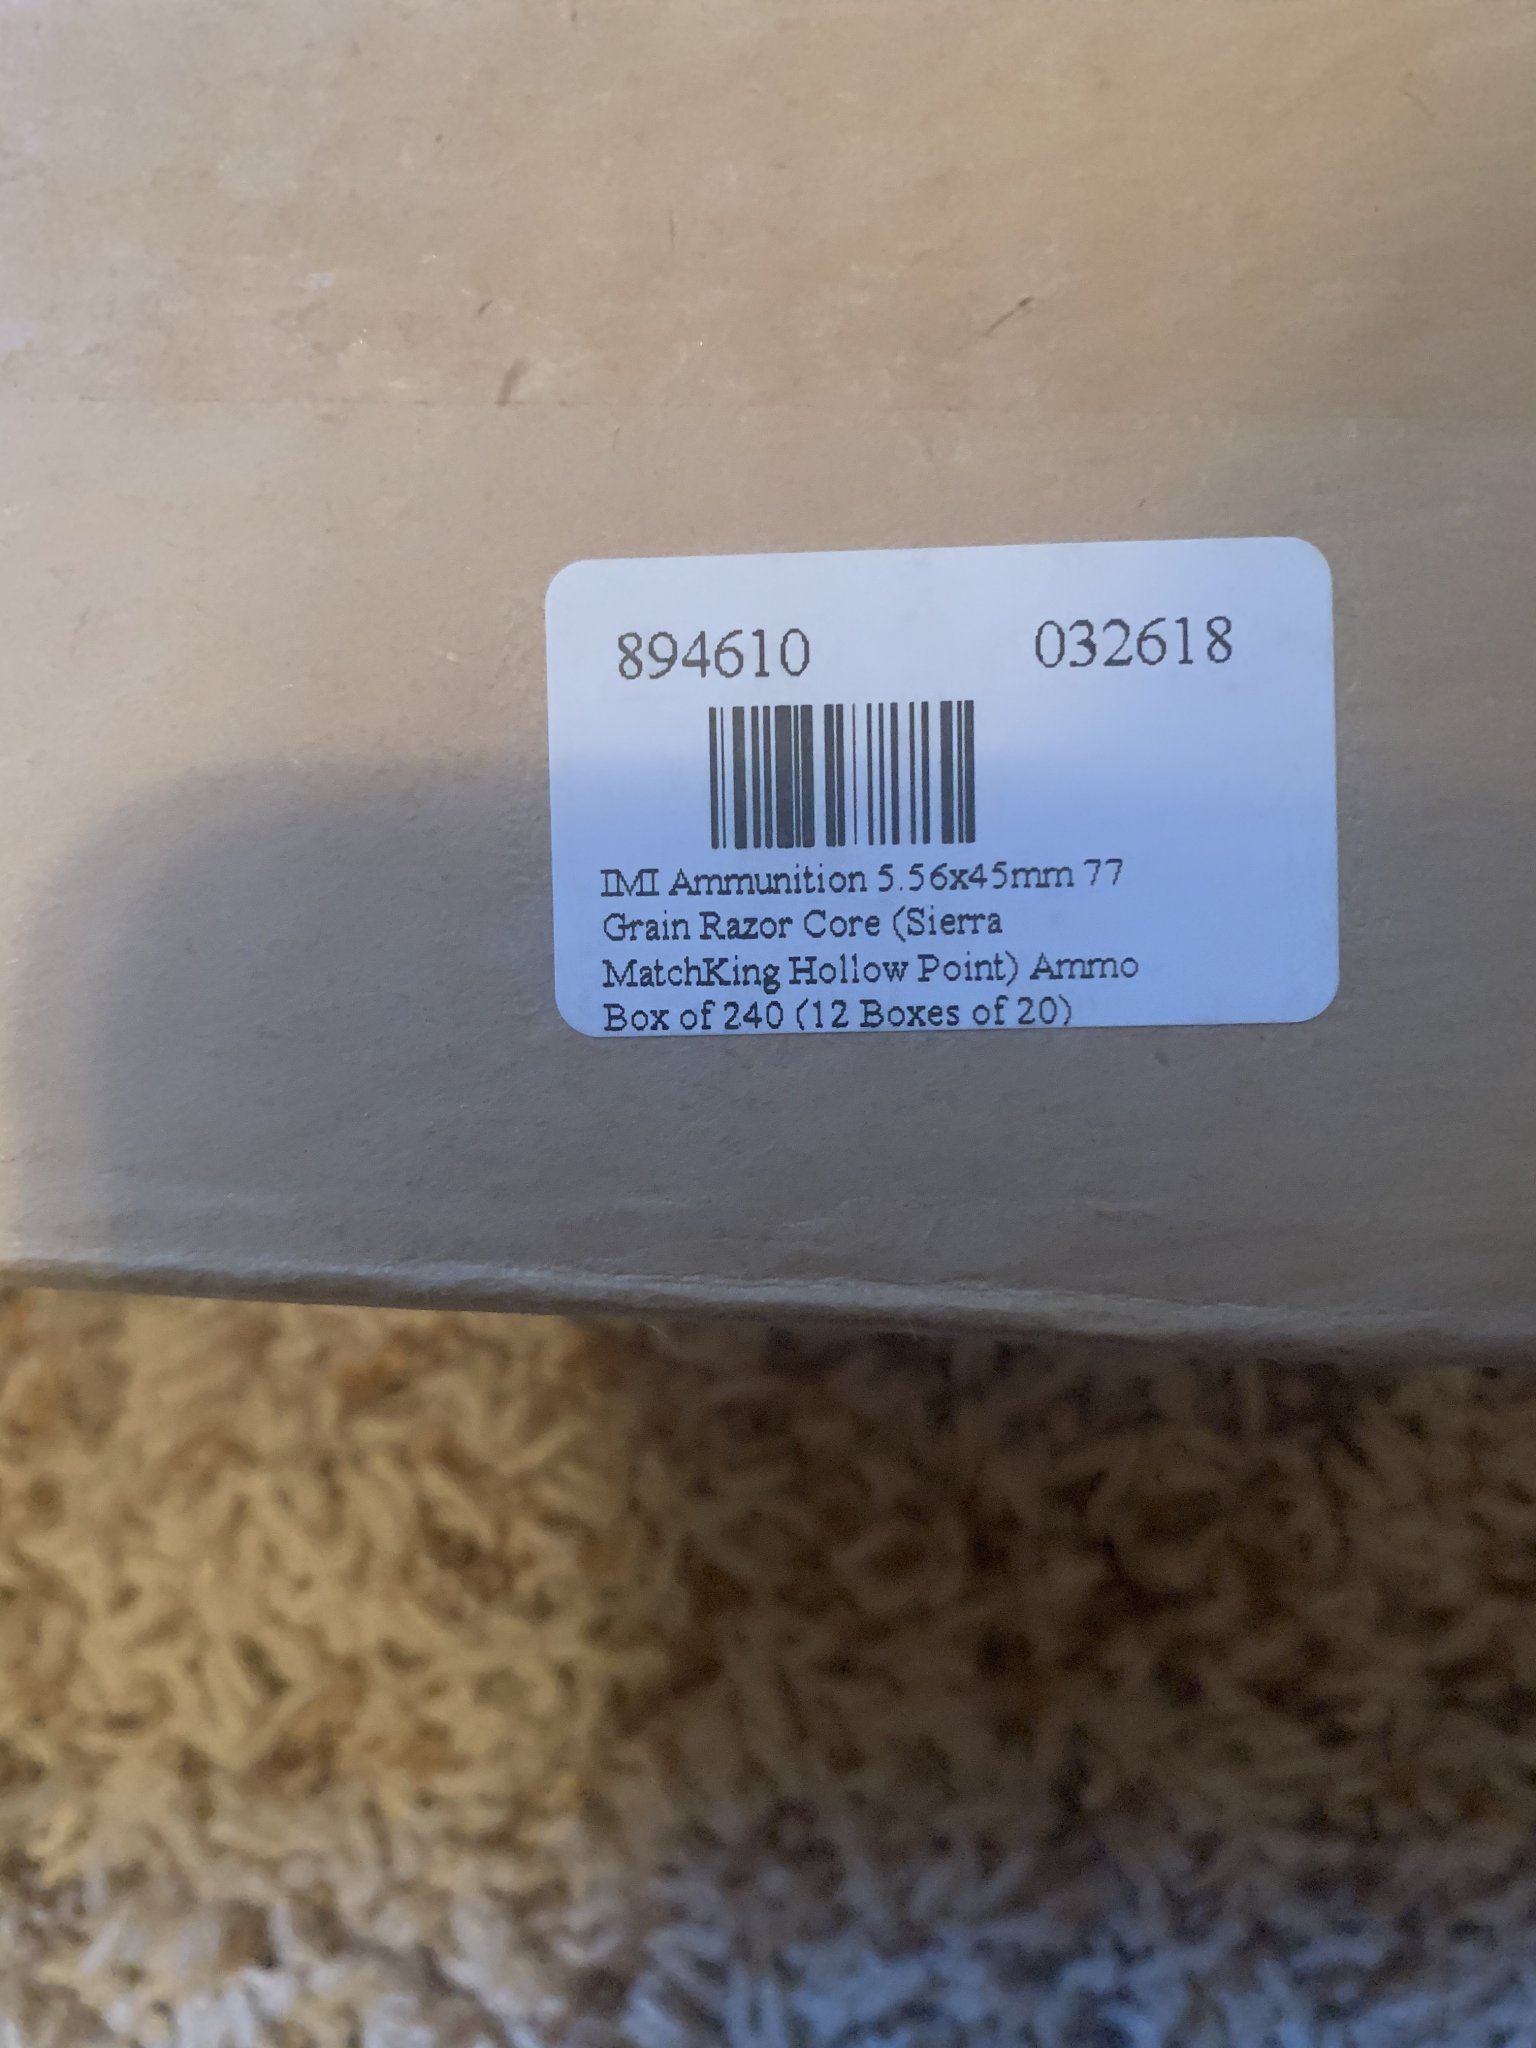 894610 032618
IMI Ammunition 5.56x45mm 77
Grain Razor Core (Sierra
MatchKing Hollow Point) Ammo
Box of 240 (12 Boxes of 20)